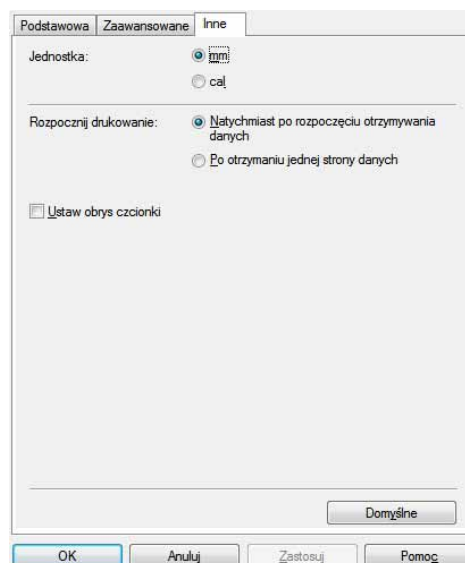 Podstawowa Zaawansowane Inne
Jednostka: mm
cal
Rozpocznij drukowanie: Natychmiast po rozpoczęciu otrzymywania
danych
Po otrzymaniu jednej strony danych
Ustaw obrys czcionki
Domyślne
OK Anuluj Zastosuj Pomoc